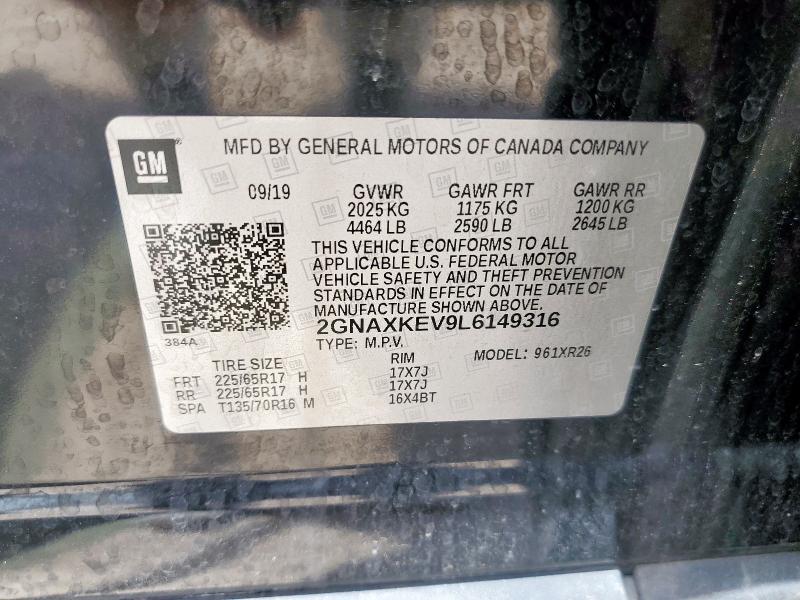 GM
MFD BY GENERAL MOTORS OF CANADA COMPANY
09/19 GVWR GAWR FRT GAWR RR
2025 KG 1175 KG 1200 KG
4464 LB 2590 LB 2645 LB
THIS VEHICLE CONFORMS TO ALL
APPLICABLE U.S. FEDERAL MOTOR
VEHICLE SAFETY AND THEFT PREVENTION
STANDARDS IN EFFECT ON THE DATE OF
MANUFACTURE SHOWN ABOVE.
2GNAXKEV9L6149316
384A
TYPE: M.P.V.
MODEL: 961XR26
TIRE SIZE RIM
FRT 225/65R17 H 17X7J
RR 225/65R17 H 17X7J
SPA T135/70R16 M 16X4BT